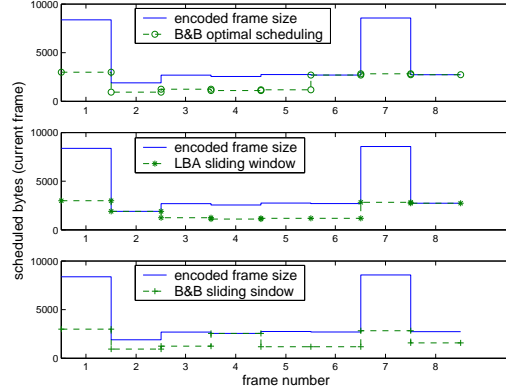 10000
encoded frame size
B&B optimal scheduling
5000
0
1 2 3 4 5 6 7 8
scheduled bytes (current frame)
10000
encoded frame size
LBA sliding window
5000
0
1 2 3 4 5 6 7 8
10000
encoded frame size
B&B sliding sindow
5000
0
1 2 3 4 5 6 7 8
frame number